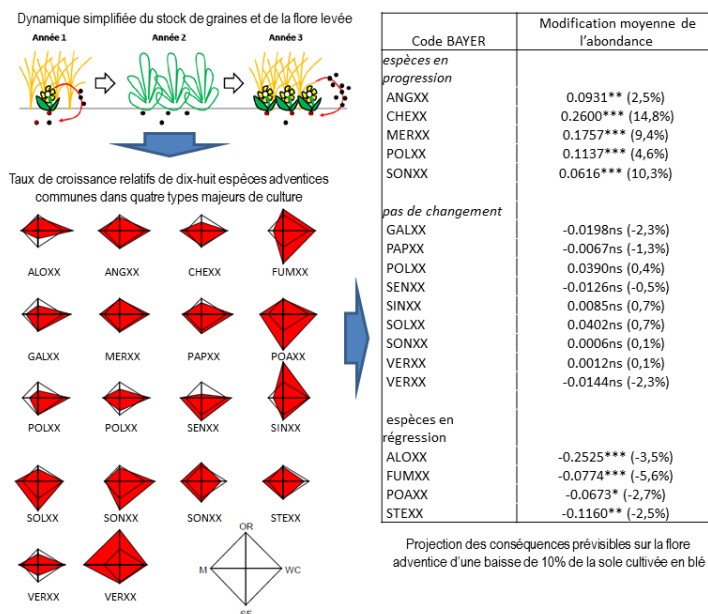 Dynamique simplifiée du stock de graines et de la flore levée
Année 1
Année 2
Année 3
Taux de croissance relatifs de dix-huit espèces adventices
communes dans quatre types majeurs de culture
ALOXX
ANGXX
CHEXX
FUMXX
GALXX
MERXX
PAPXX
POAXX
POLXX
POLXX
SENXX
SINXX
SOLXX
SONXX
SONXX
STEXX
VERXX
VERXX
OR
M
WC
SF
Code BAYER
Modification moyenne de
l'abondance
espèces en
progression
ANGXX 0.0931** (2,5%)
CHEXX 0.2600*** (14,8%)
MERXX 0.1757*** (9,4%)
POLXX 0.1137*** (4,6%)
SONXX 0.0616*** (10,3%)
pas de changement
GALXX -0.0198ns (-2,3%)
PAPXX -0.0067ns (-1,3%)
POLXX 0.0390ns (0,4%)
SENXX -0.0126ns (-0,5%)
SINXX 0.0085ns (0,7%)
SOLXX 0.0402ns (0,7%)
SONXX 0.0006ns (0,1%)
VERXX 0.0012ns (0,1%)
VERXX -0.0144ns (-2,3%)
espèces en
régression
ALOXX -0.2525*** (-3,5%)
FUMXX -0.0774*** (-5,6%)
POAXX -0.0673* (-2,7%)
STEXX -0.1160** (-2,5%)
Projection des conséquences prévisibles sur la flore
adventice d'une baisse de 10% de la sole cultivée en blé